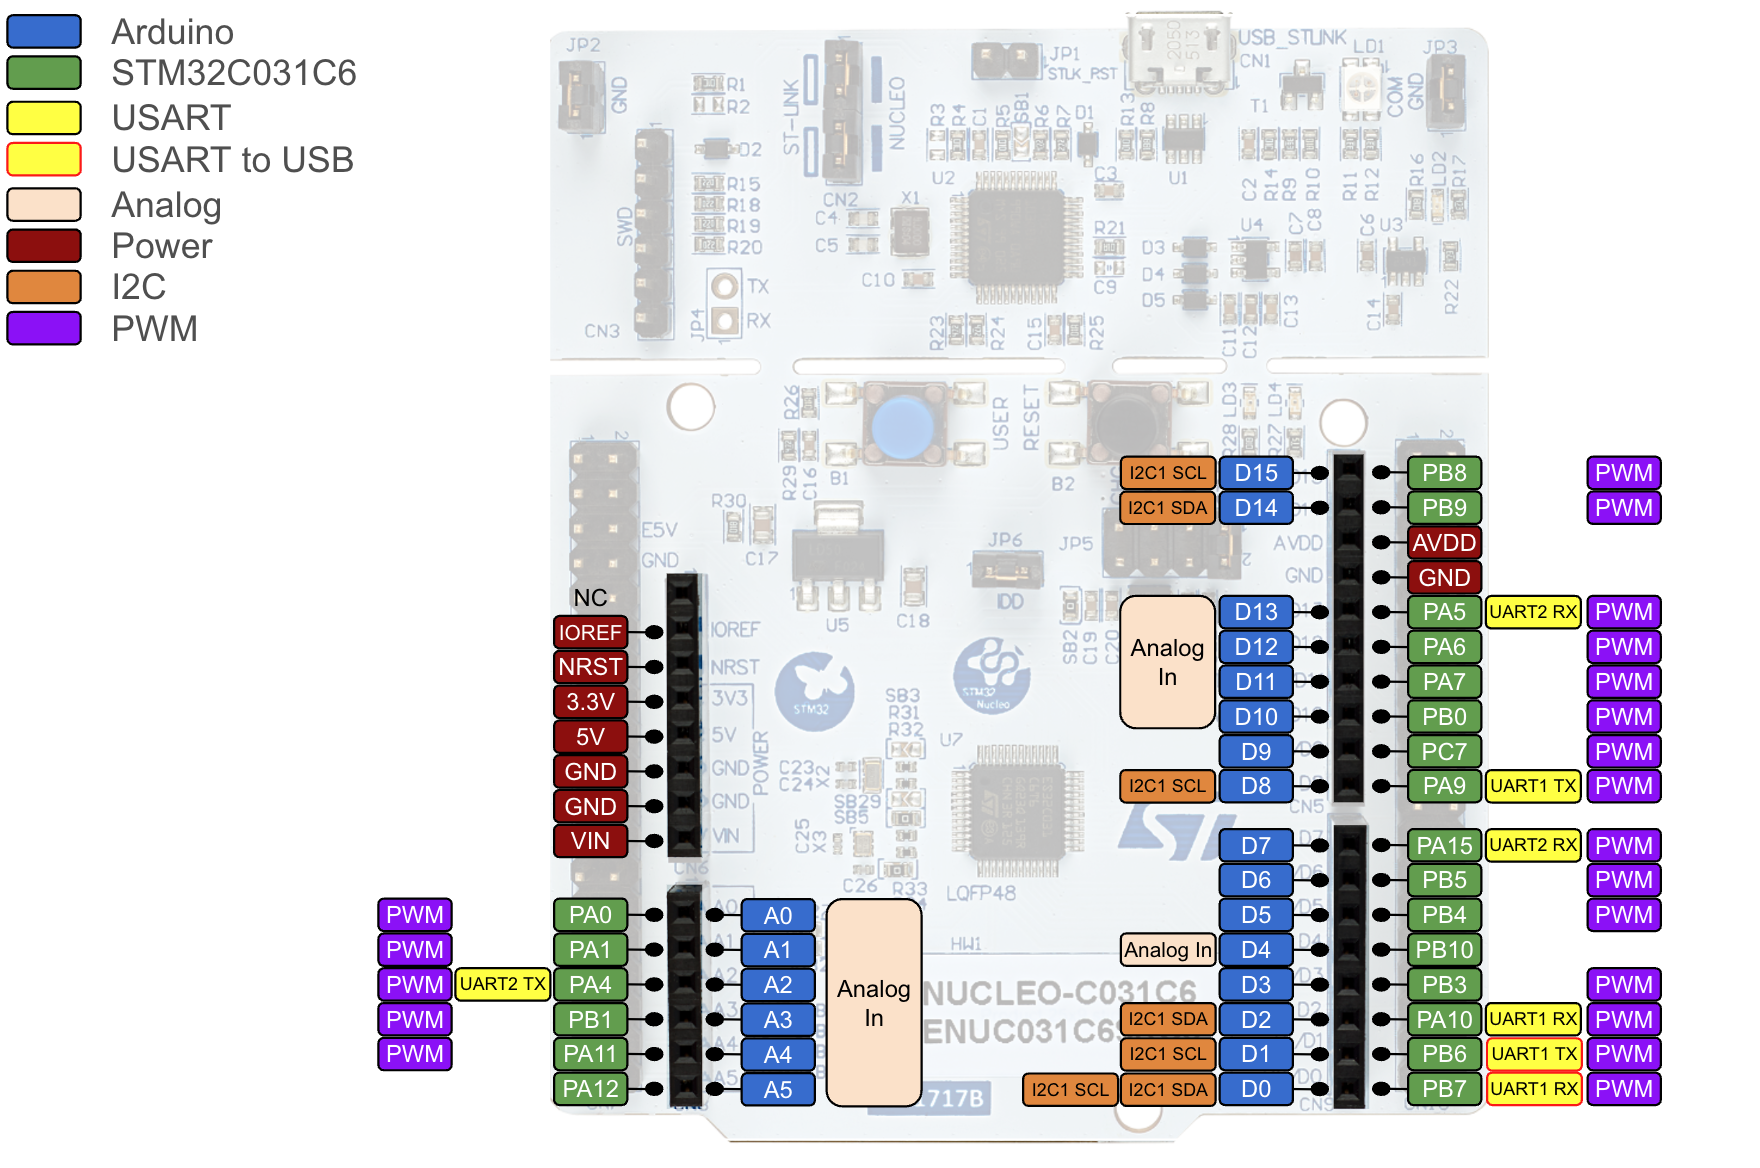 Arduino
STM32C031C6
USART
USART to USB
Analog
Power
I2C
PWM
JP2
GND
1
ST-LINK
NUCLEO
JP1
STLK_RST
USB_STLINK
CN1
LD1
JP3
COM
GND
R1
R2
D2
R15
R18
R19
R20
SWD
CN3
TX
RX
JP4
CN2
C4
C5
X1
C10
R3
R4
C1
R5
SB1
R6
R7
D1
R13
R8
T1
U2
C3
U1
C2
R14
R9
R10
R11
R12
R16
LD2
R17
R21
C9
D3
D4
D5
U4
C7
C8
C6
U3
R22
C14
C11
C12
C13
R23
R24
C15
R25
R26
USER
RESET
LD3
LD4
R28
R27
R29
C16
B1
B2
R30
C17
E5V
GND
U5
C18
JP6
IDD
JP5
SB2
C19
C20
AVDD
GND
I2C1 SCL D15 PB8 PWM
I2C1 SDA D14 PB9 PWM
AVDD
GND
Analog
In
D13 PA5 UART2 RX PWM
D12 PA6 PWM
D11 PA7 PWM
D10 PB0 PWM
D9 PC7 PWM
I2C1 SCL D8 PA9 UART1 TX PWM
CN5
D7 PA15 UART2 RX PWM
D6 PB5 PWM
D5 PB4 PWM
Analog In D4 PB10
D3 PB3 PWM
I2C1 SDA D2 PA10 UART1 RX PWM
I2C1 SCL D1 PB6 UART1 TX PWM
I2C1 SCL I2C1 SDA D0 PB7 UART1 RX PWM
CN9
NC
IOREF IOREF
NRST NRST
3.3V 3V3
5V 5V
GND GND
GND GND
VIN VIN
POWER
CN6
STM32
STM32
Nucleo
SB3
R31
R32
U7
C23
C24
X2
SB29
SB5
C25
X3
C26
R33
LQFP48
HW1
PWM PA0 A0
PWM PA1 A1
PWM UART2 TX PA4 A2
PWM PB1 A3
PWM PA11 A4
PA12 A5
Analog
In
NUCLEO-C031C6
ENUC031C6
1717B